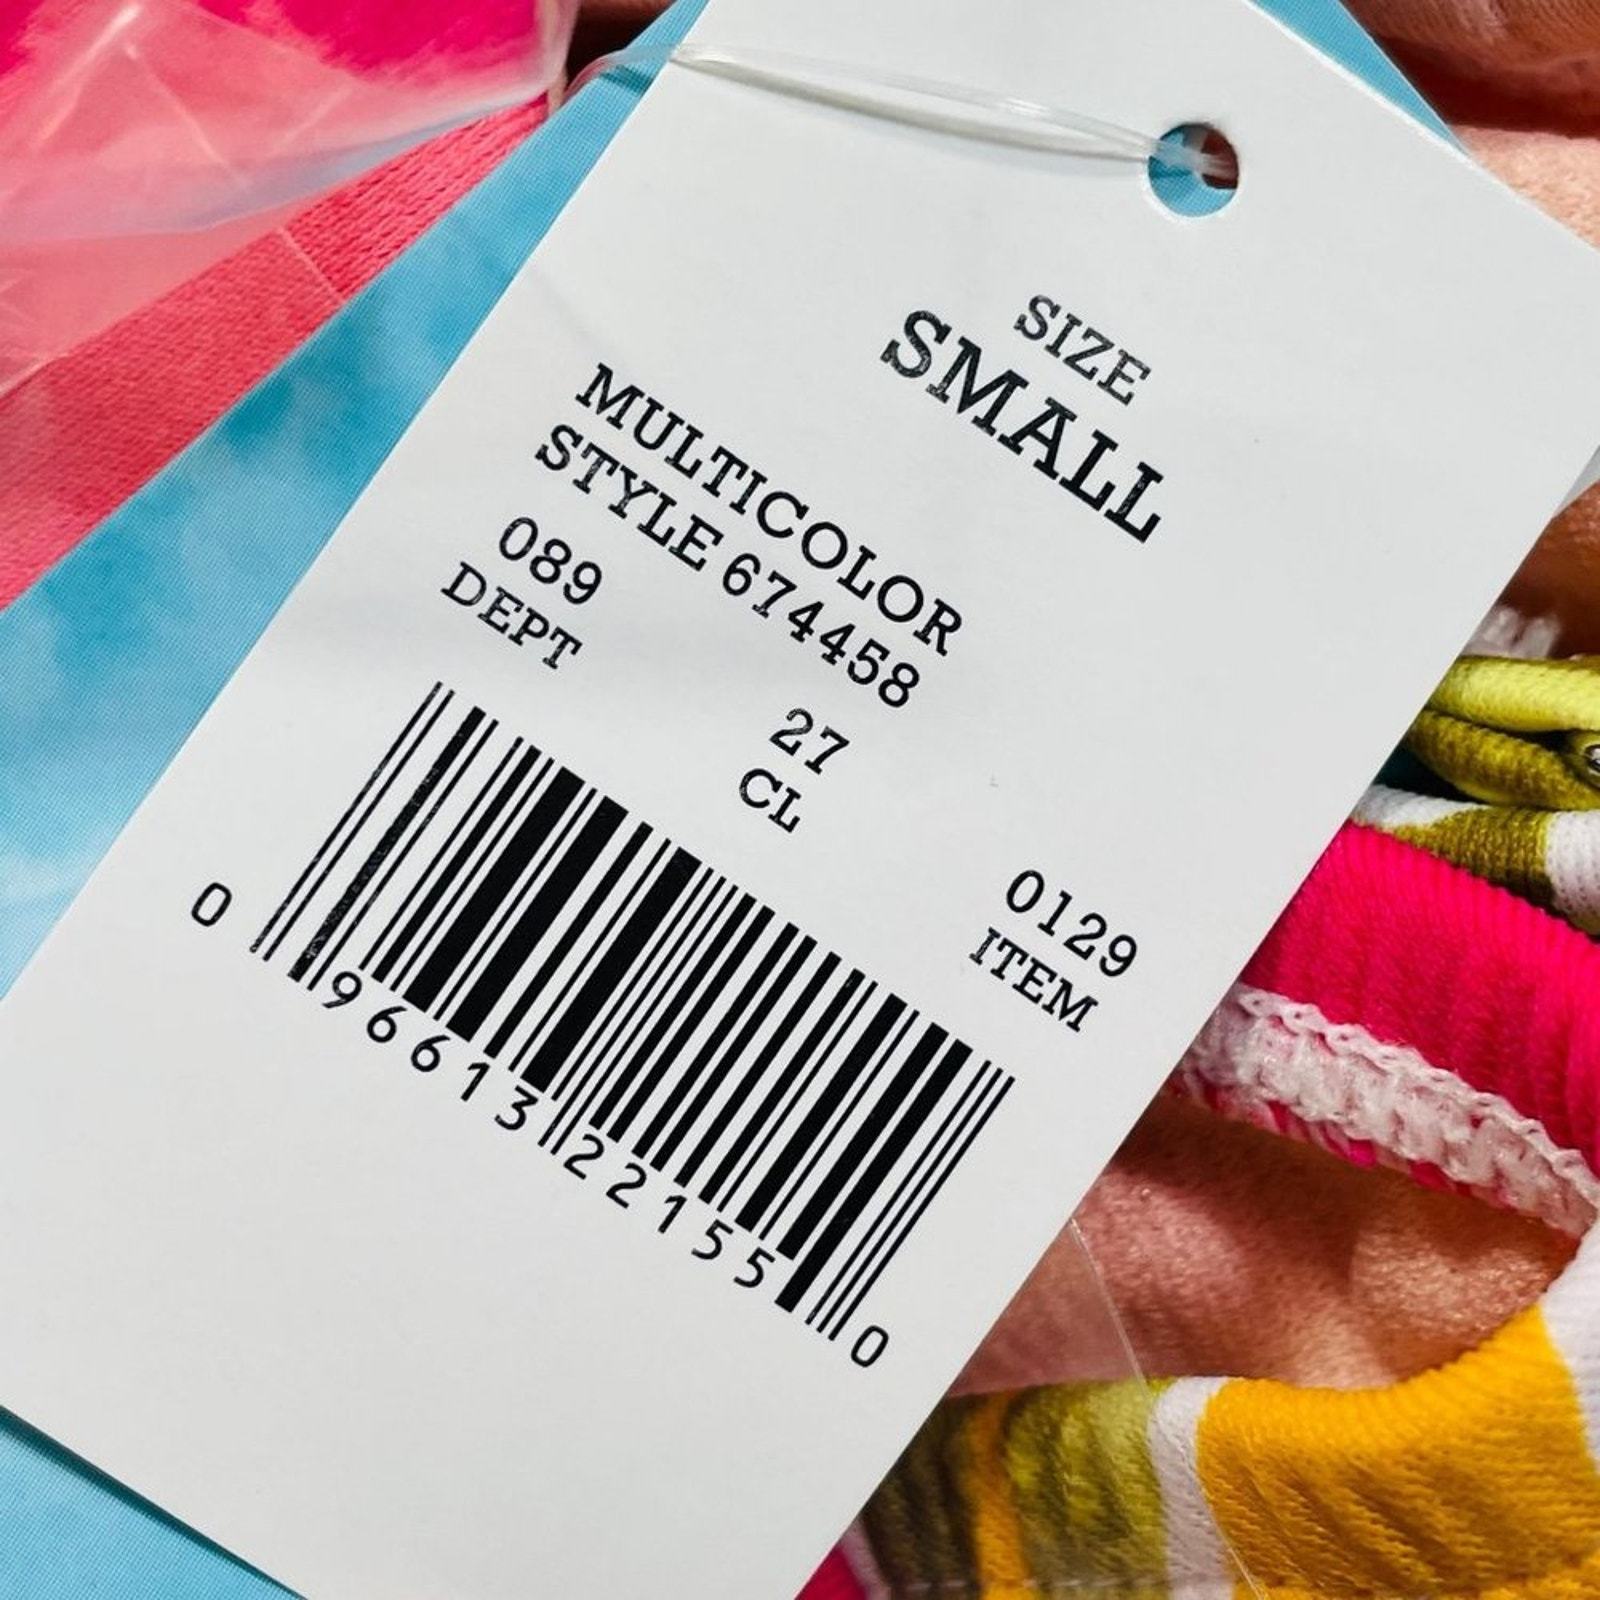 SIZE
SMALL
MULTICOLOR
STYLE 674458
089
DEPT
27
CL
0129
ITEM
0 96613 22155 0